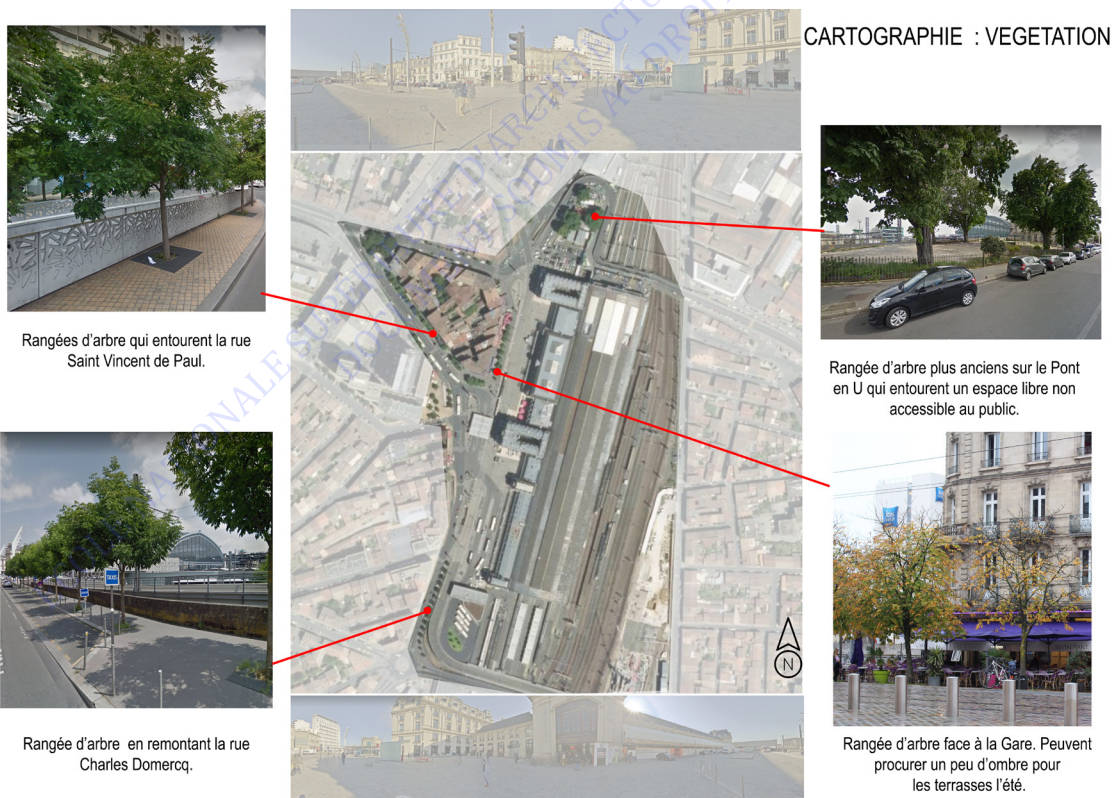 CARTOGRAPHIE : VEGETATION
Rangées d'arbre qui entourent la rue
Saint Vincent de Paul.
Rangée d'arbre plus anciens sur le Pont
en U qui entourent un espace libre non
accessible au public.
TAXIS
N
Rangée d'arbre en remontant la rue
Charles Domercq.
Rangée d'arbre face à la Gare. Peuvent
procurer un peu d'ombre pour
les terrasses l'été.